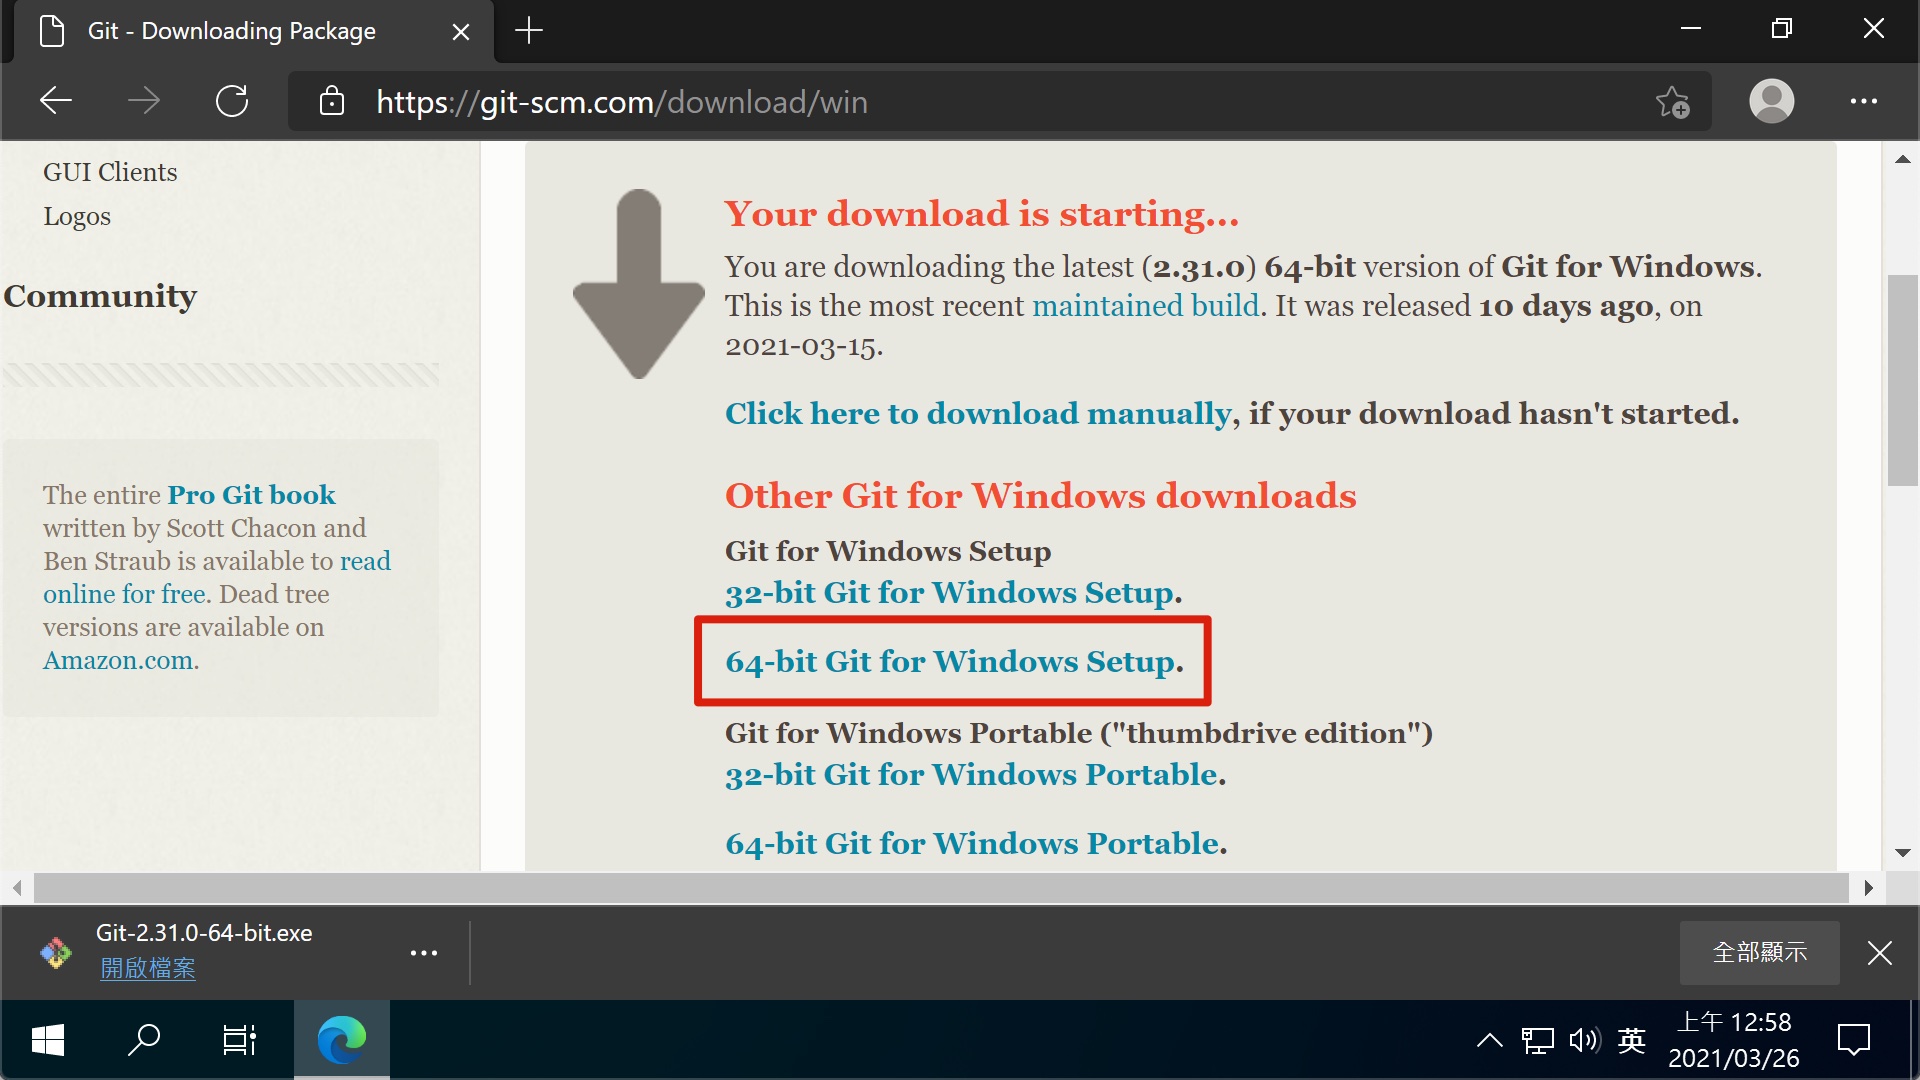 Git - Downloading Package
https://git-scm.com/download/win
GUI Clients
Logos
Community
The entire Pro Git book
written by Scott Chacon and
Ben Straub is available to read
online for free. Dead tree
versions are available on
Amazon.com.
Your download is starting...
You are downloading the latest (2.31.0) 64-bit version of Git for Windows.
This is the most recent maintained build. It was released 10 days ago, on
2021-03-15.
Click here to download manually, if your download hasn't started.
Other Git for Windows downloads
Git for Windows Setup
32-bit Git for Windows Setup.
64-bit Git for Windows Setup.
Git for Windows Portable ("thumbdrive edition")
32-bit Git for Windows Portable.
64-bit Git for Windows Portable.
Git-2.31.0-64-bit.exe
開啟檔案
全部顯示
英
上午 12:58
2021/03/26